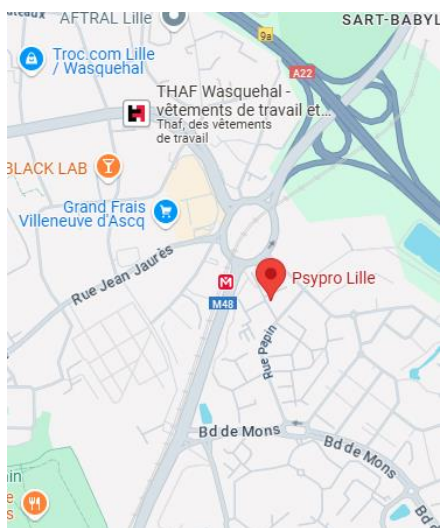 AFTRAL Lille
SART-BABYL
9a
Troc.com Lille
/ Wasquehal
A22
THAF Wasquehal -
vêtements de travail et...
Thaf, des vêtements
de travail
BLACK LAB
Grand Frais
Villeneuve d'Ascq
Rue Jean Jaurès
M
Psypro Lille
M48
Rue Papin
Bd de Mons
Bd de Mons
in
e
s